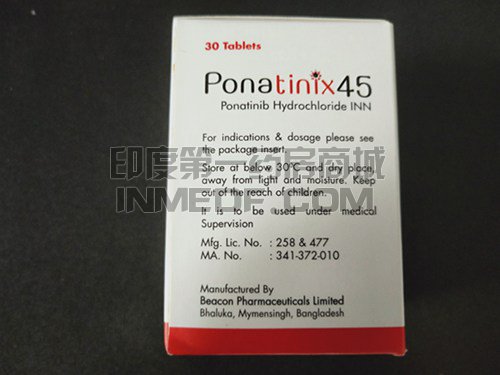 30 Tablets
Ponatinix45
Ponatinib Hydrochloride INN
For indications & dosage please see
the package insert.
Store at below 30°C and dry place,
away from light and moisture. Keep
out of the reach of children.
It is to be used under medical
Supervision
Mfg. Lic. No. : 258 & 477
MA. No. : 341-372-010
Manufactured By
Beacon Pharmaceuticals Limited
Bhaluka, Mymensingh, Bangladesh
印度第一药房商城
INMEDF.COM